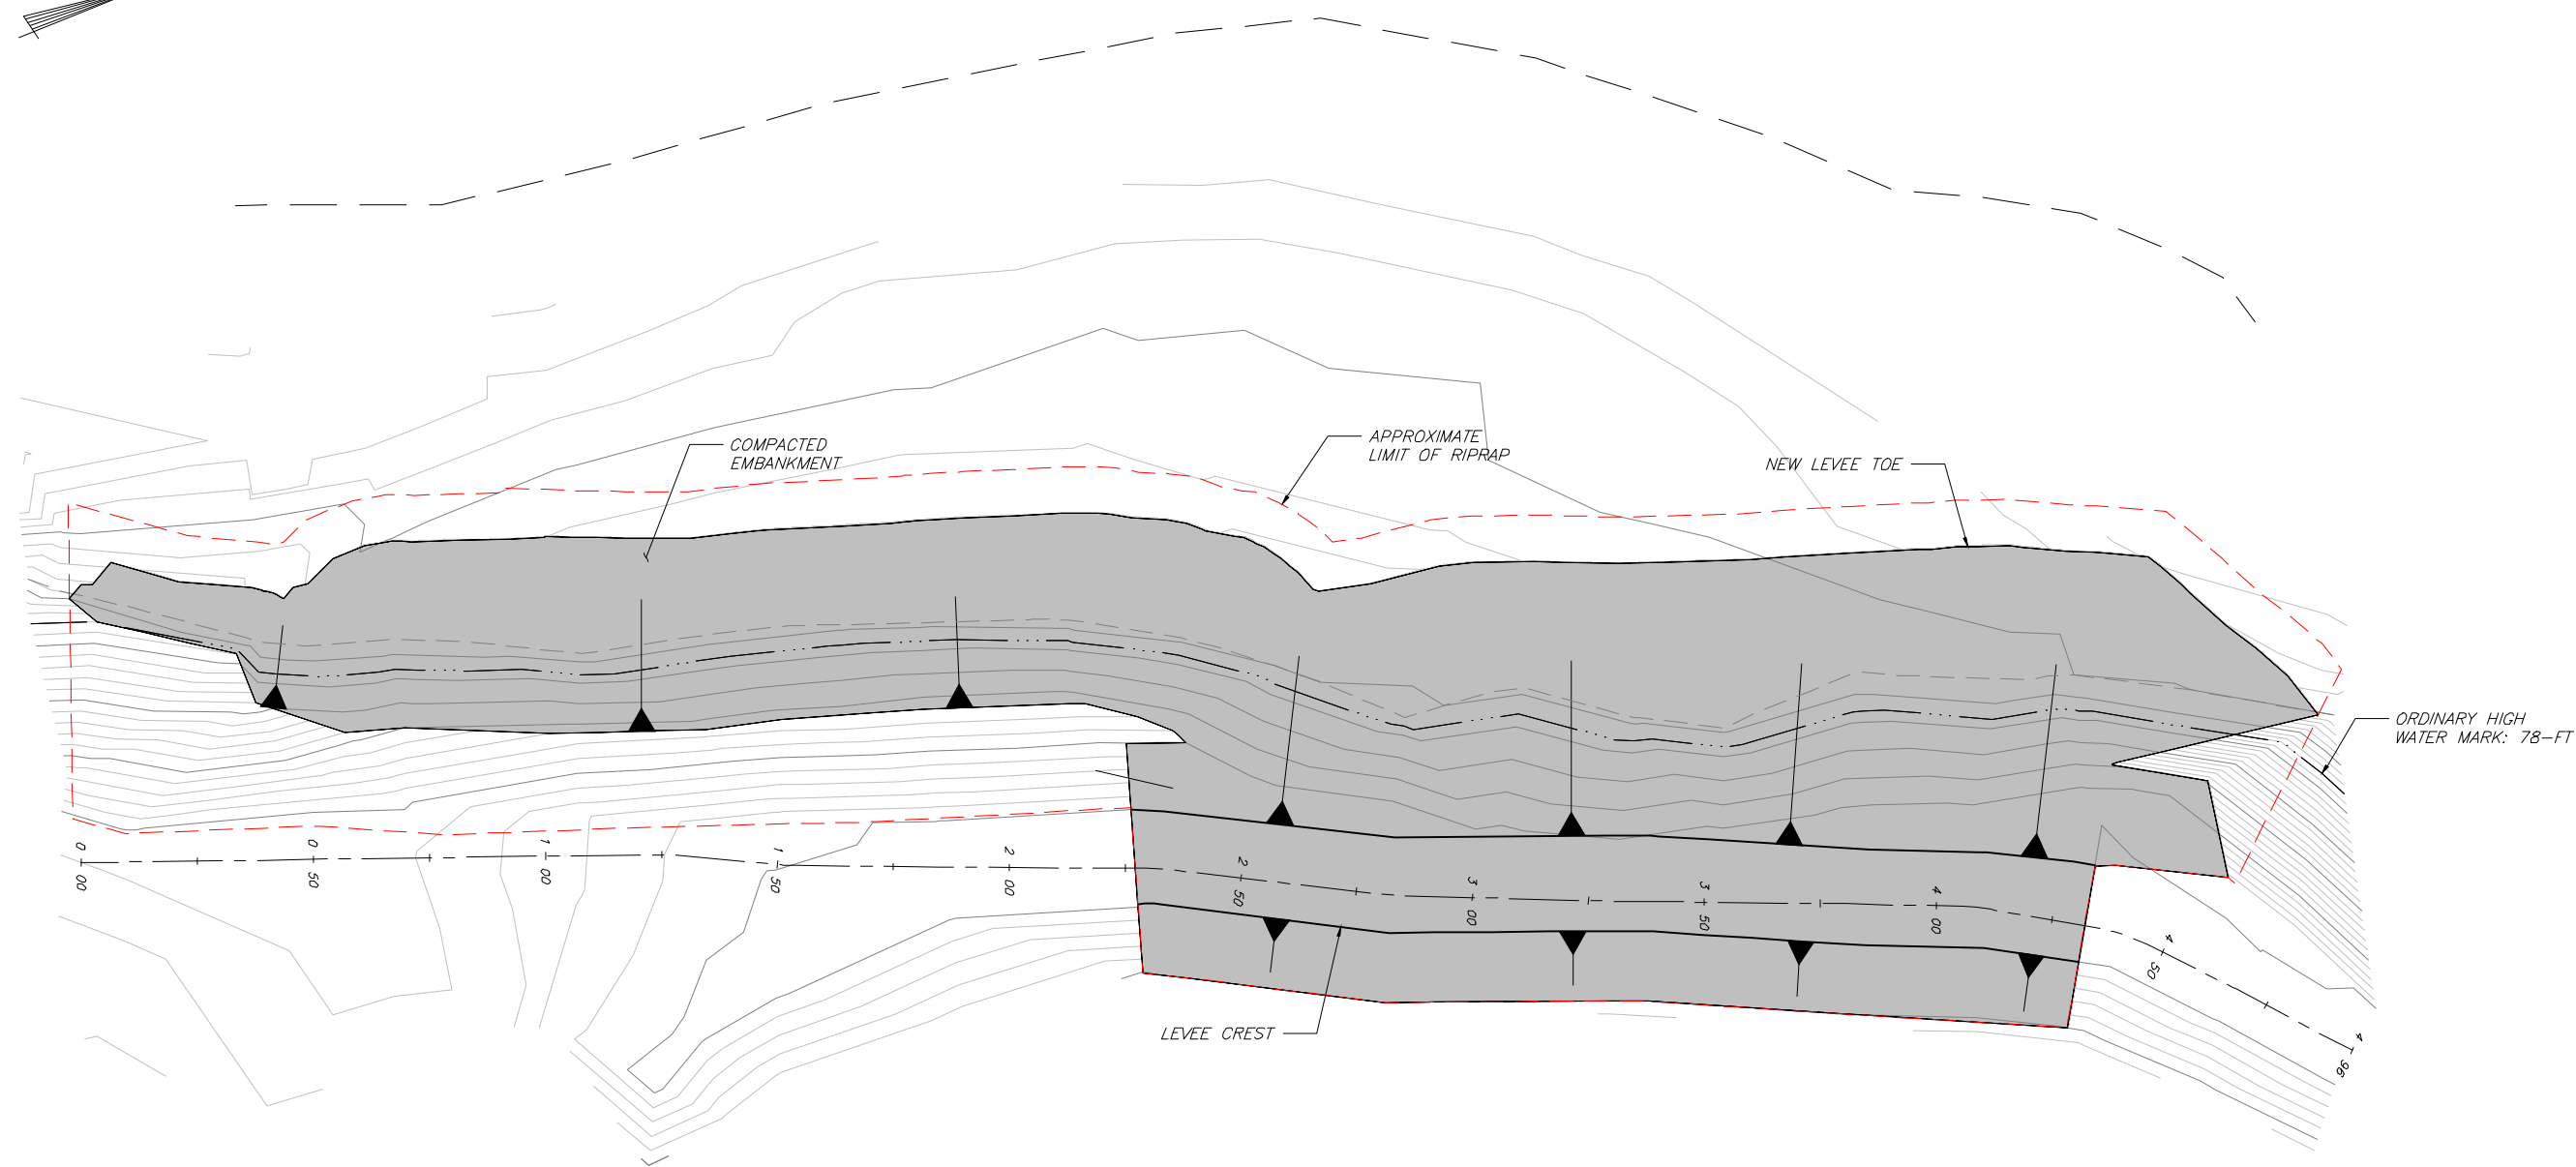 COMPACTED
EMBANKMENT
APPROXIMATE
LIMIT OF RIPRAP
NEW LEVEE TOE
ORDINARY HIGH
WATER MARK: 78-FT
LEVEE CREST
0 00
0 50
1 00
1 50
2 00
2 50
3 00
3 50
4 00
4 50
4 96